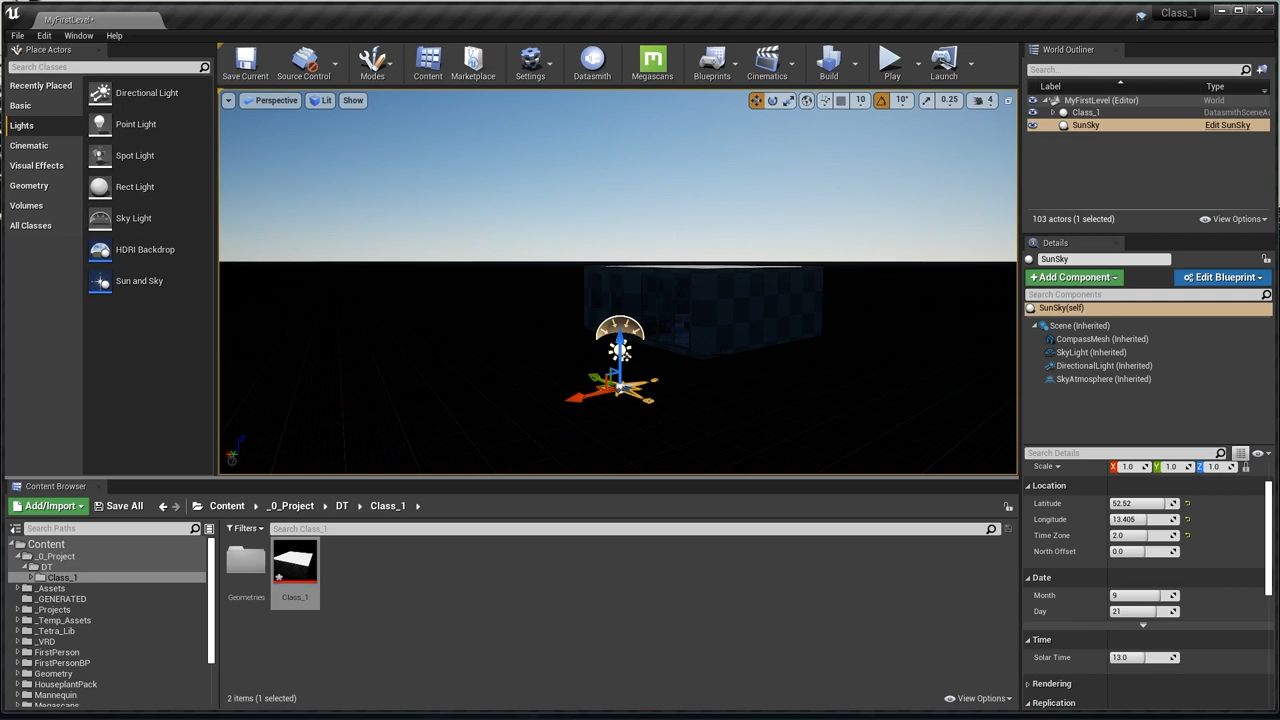 MyFirstLevel•
Class_1
File Edit Window Help
Place Actors
Search Classes
Recently Placed
Basic
Lights
Cinematic
Visual Effects
Geometry
Volumes
All Classes
Directional Light
Point Light
Spot Light
Rect Light
Sky Light
HDRI Backdrop
Sun and Sky
Save Current Source Control Modes Content Marketplace Settings Datasmith Megascans Blueprints Cinematics Build Play Launch
Perspective Lit Show 10 10° 0.25 4
World Outliner
Search...
Label Type
MyFirstLevel (Editor) World
Class_1 DatasmithSceneAc
SunSky Edit SunSky
103 actors (1 selected) View Options
Details
SunSky
+Add Component Edit Blueprint
Search Components
SunSky(self)
Scene (Inherited)
CompassMesh (Inherited)
SkyLight (Inherited)
DirectionalLight (Inherited)
SkyAtmosphere (Inherited)
Search Details
Scale X 1.0 Y 1.0 Z 1.0
Location
Latitude 52.52
Longitude 13.405
Time Zone 2.0
North Offset 0.0
Date
Month 9
Day 21
Time
Solar Time 13.0
Rendering
Replication
Content Browser
Add/Import Save All Content _0_Project DT Class_1
Search Paths
Filters Search Class_1
Content
_0_Project
DT
Class_1
_Assets
_GENERATED
_Projects
_Temp_Assets
_Tetra_Lib
_VRD
FirstPerson
FirstPersonBP
Geometry
HouseplantPack
Mannequin
Megascans
Geometries
Class_1
2 items (1 selected) View Options